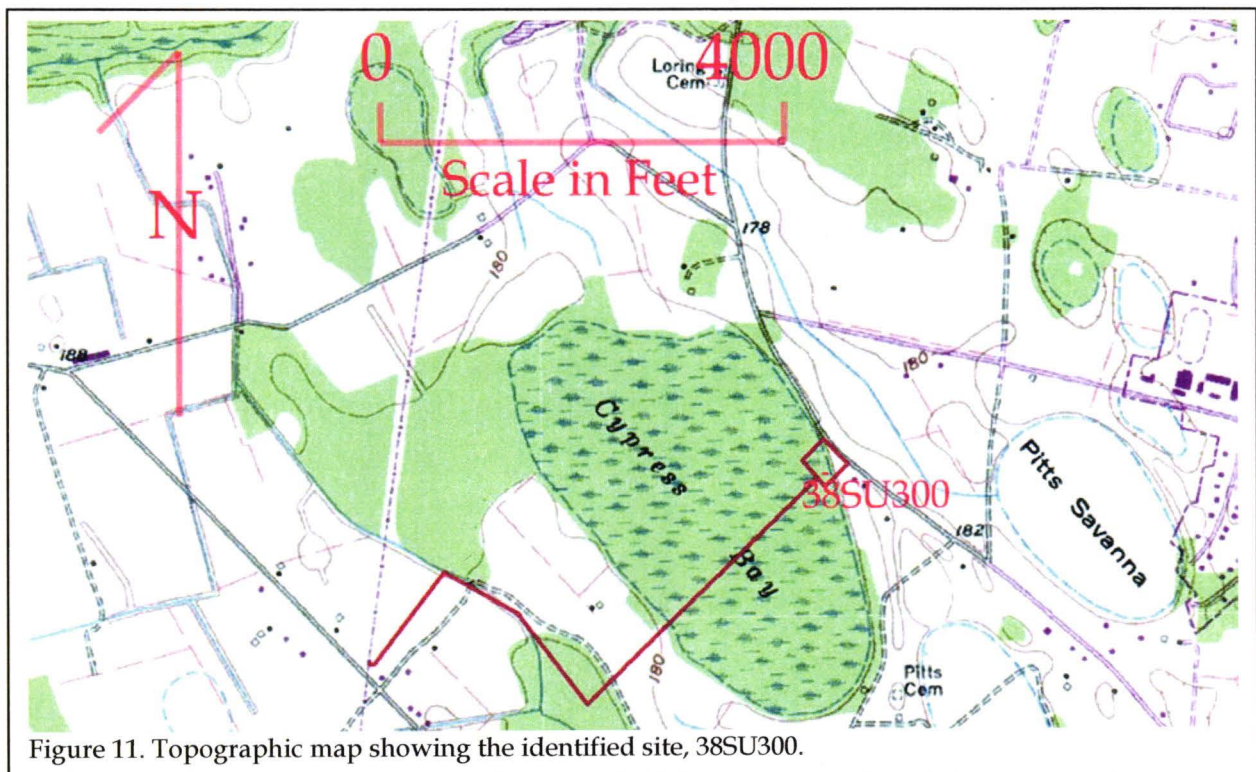 0
4000
Loring
Cem
N
Scale in Feet
178
180
188
180
Cypress
Bay
38SU300
Pitts Savanna
182
180
Pitts
Cem
Figure 11. Topographic map showing the identified site, 38SU300.